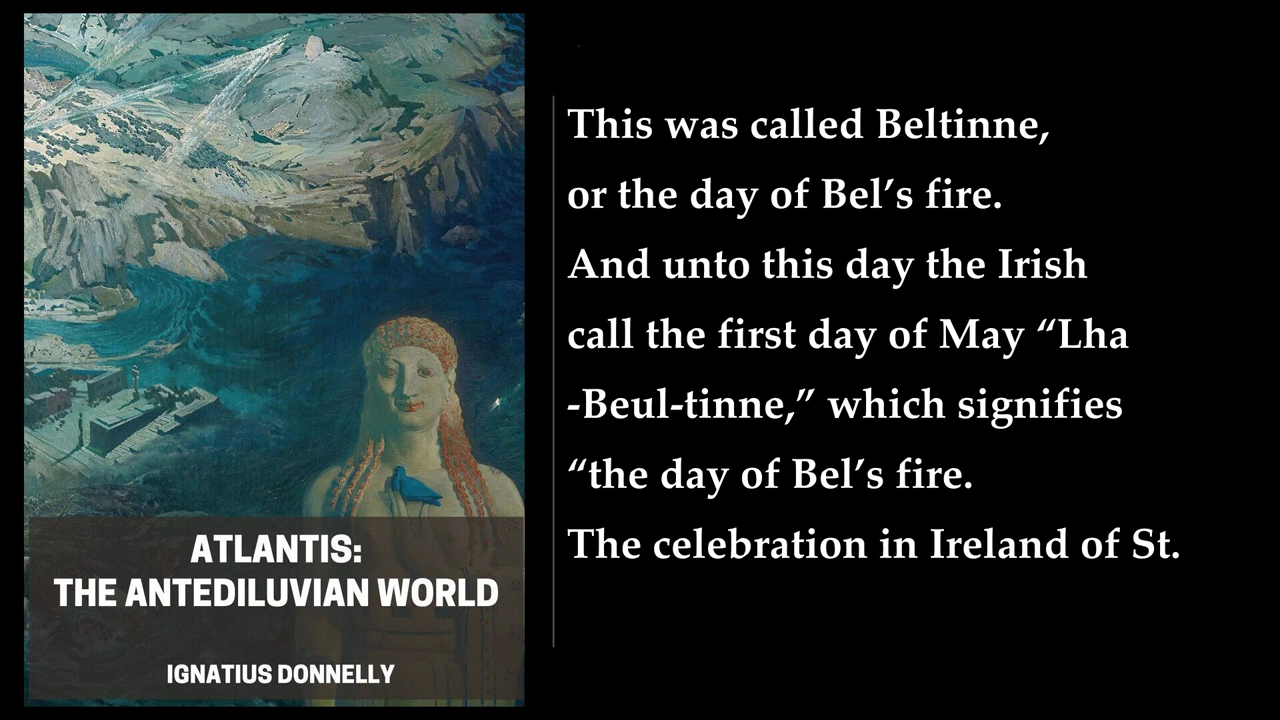 This was called Beltinne,
or the day of Bel’s fire.
And unto this day the Irish
call the first day of May “Lha
-Beul-tinne,” which signifies
“the day of Bel’s fire.
The celebration in Ireland of St.
ATLANTIS:
THE ANTEDILUVIAN WORLD
IGNATIUS DONNELLY